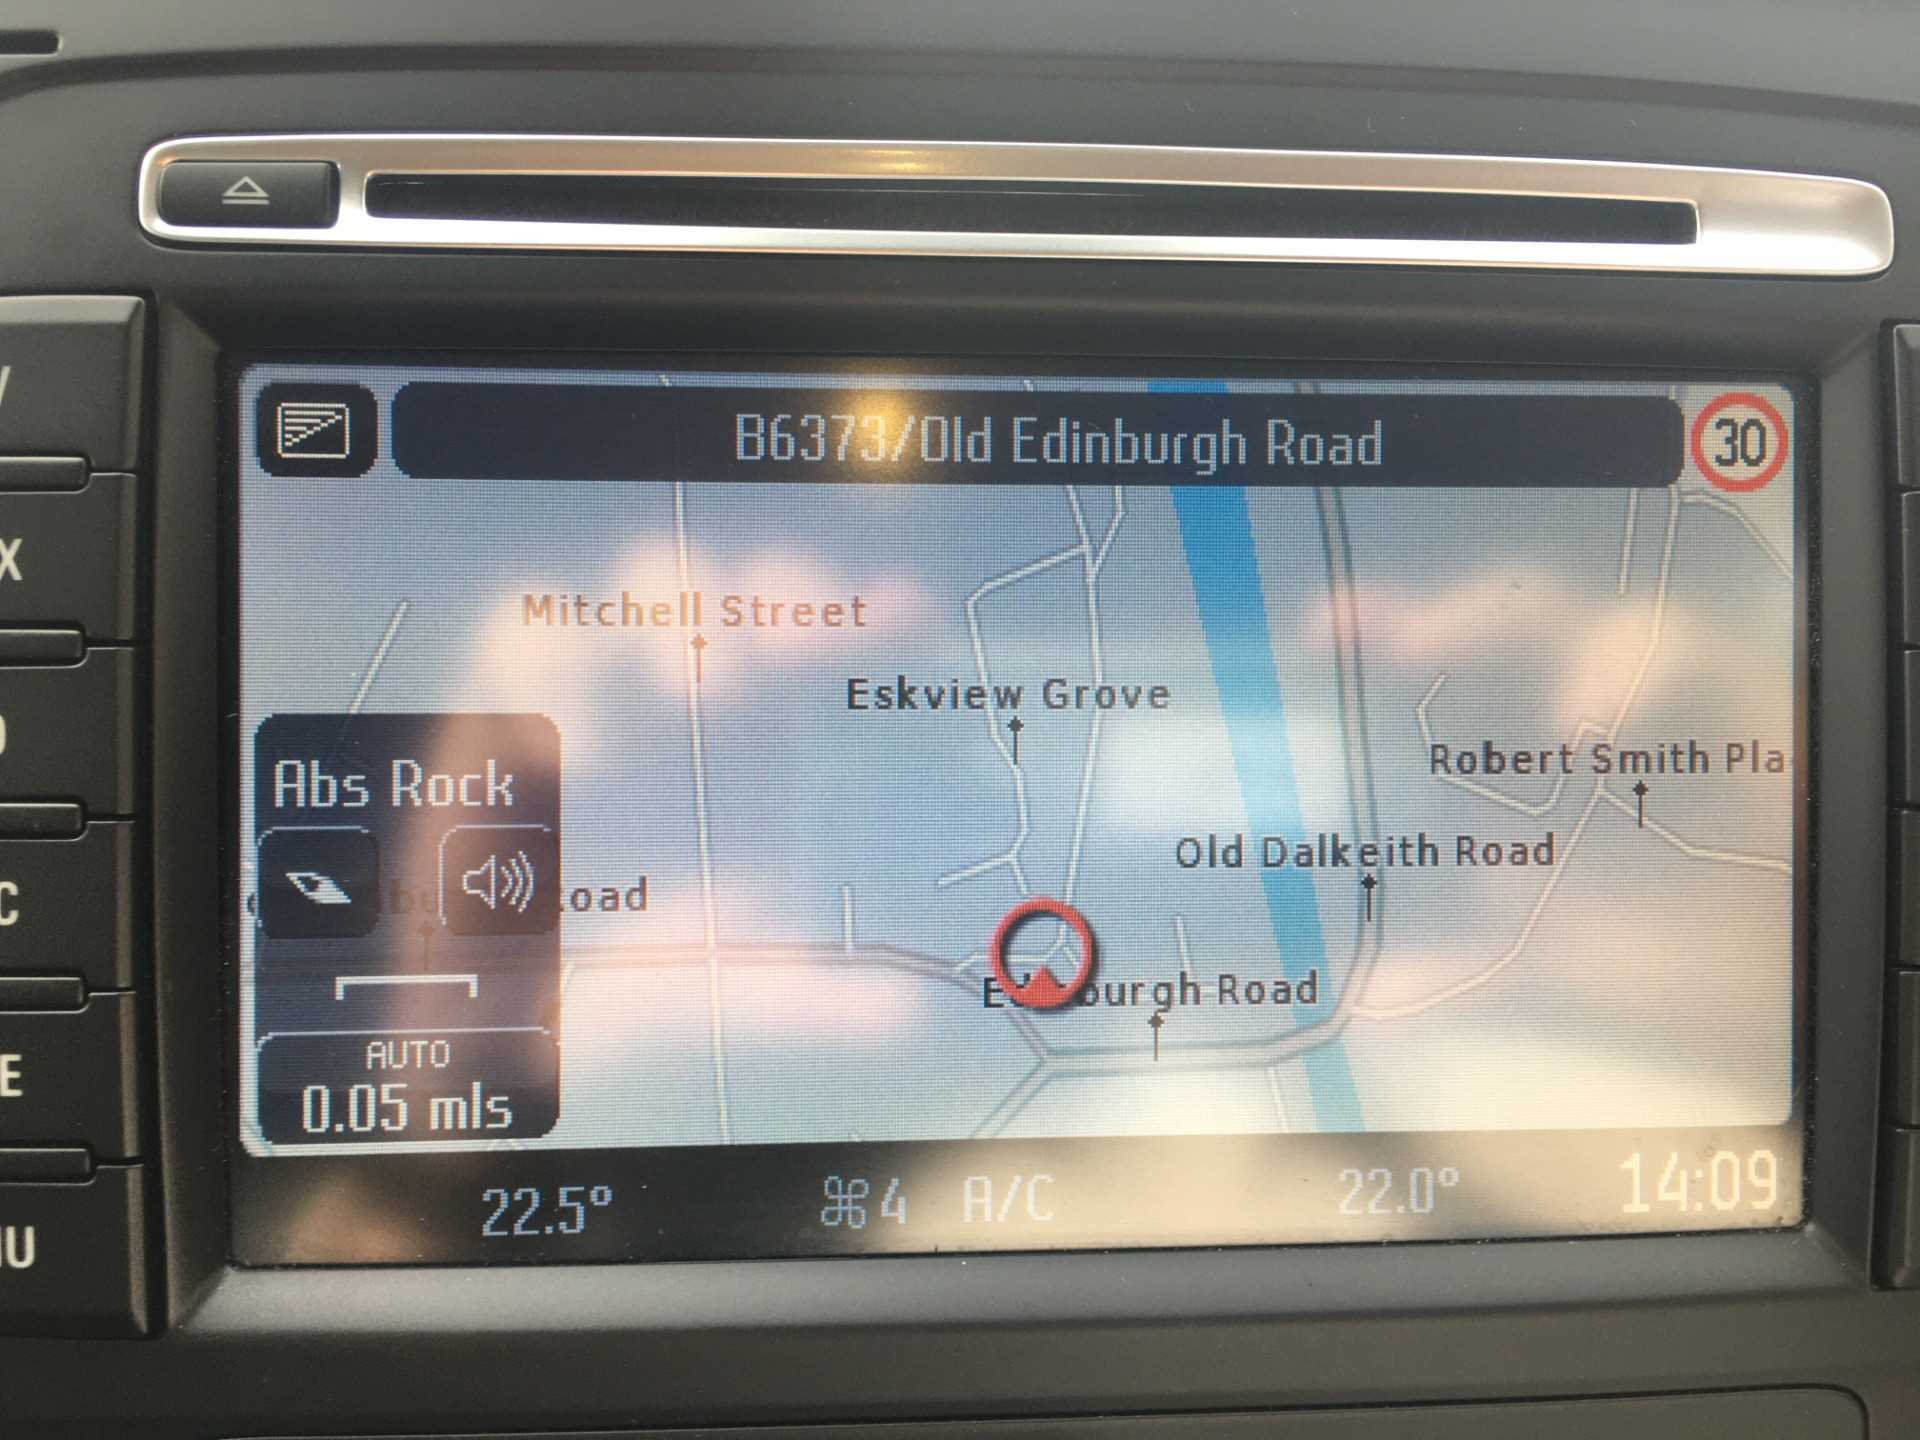 B6373/Old Edinburgh Road
30
Mitchell Street
Eskview Grove
Robert Smith Pla
Abs Rock
Old Dalkeith Road
oad
Edinburgh Road
AUTO
0.05 mls
22.5°
4 A/C
22.0°
14:09
X
C
E